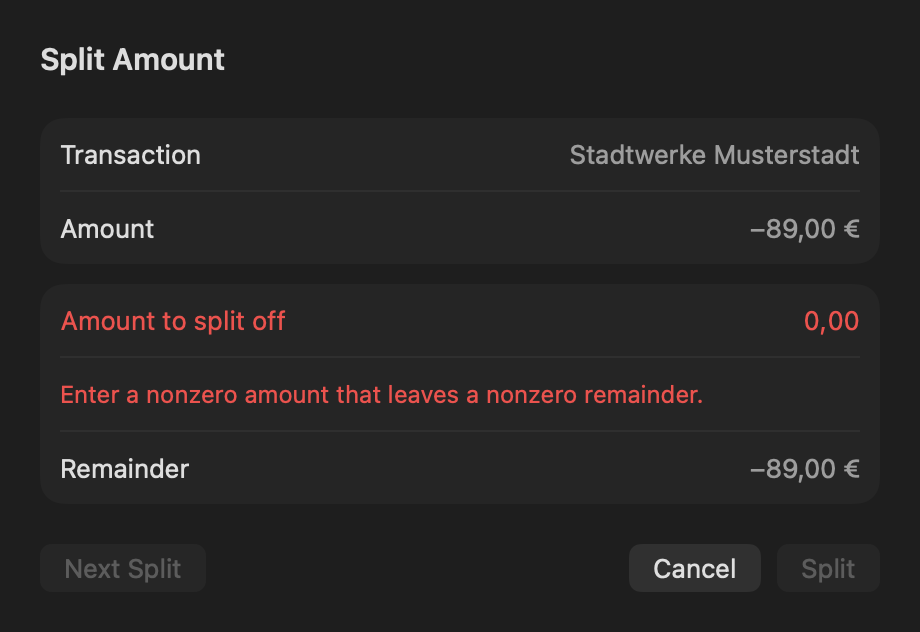 Split Amount
Transaction Stadtwerke Musterstadt
Amount –89,00 €
Amount to split off 0,00
Enter a nonzero amount that leaves a nonzero remainder.
Remainder –89,00 €
Next Split Cancel Split